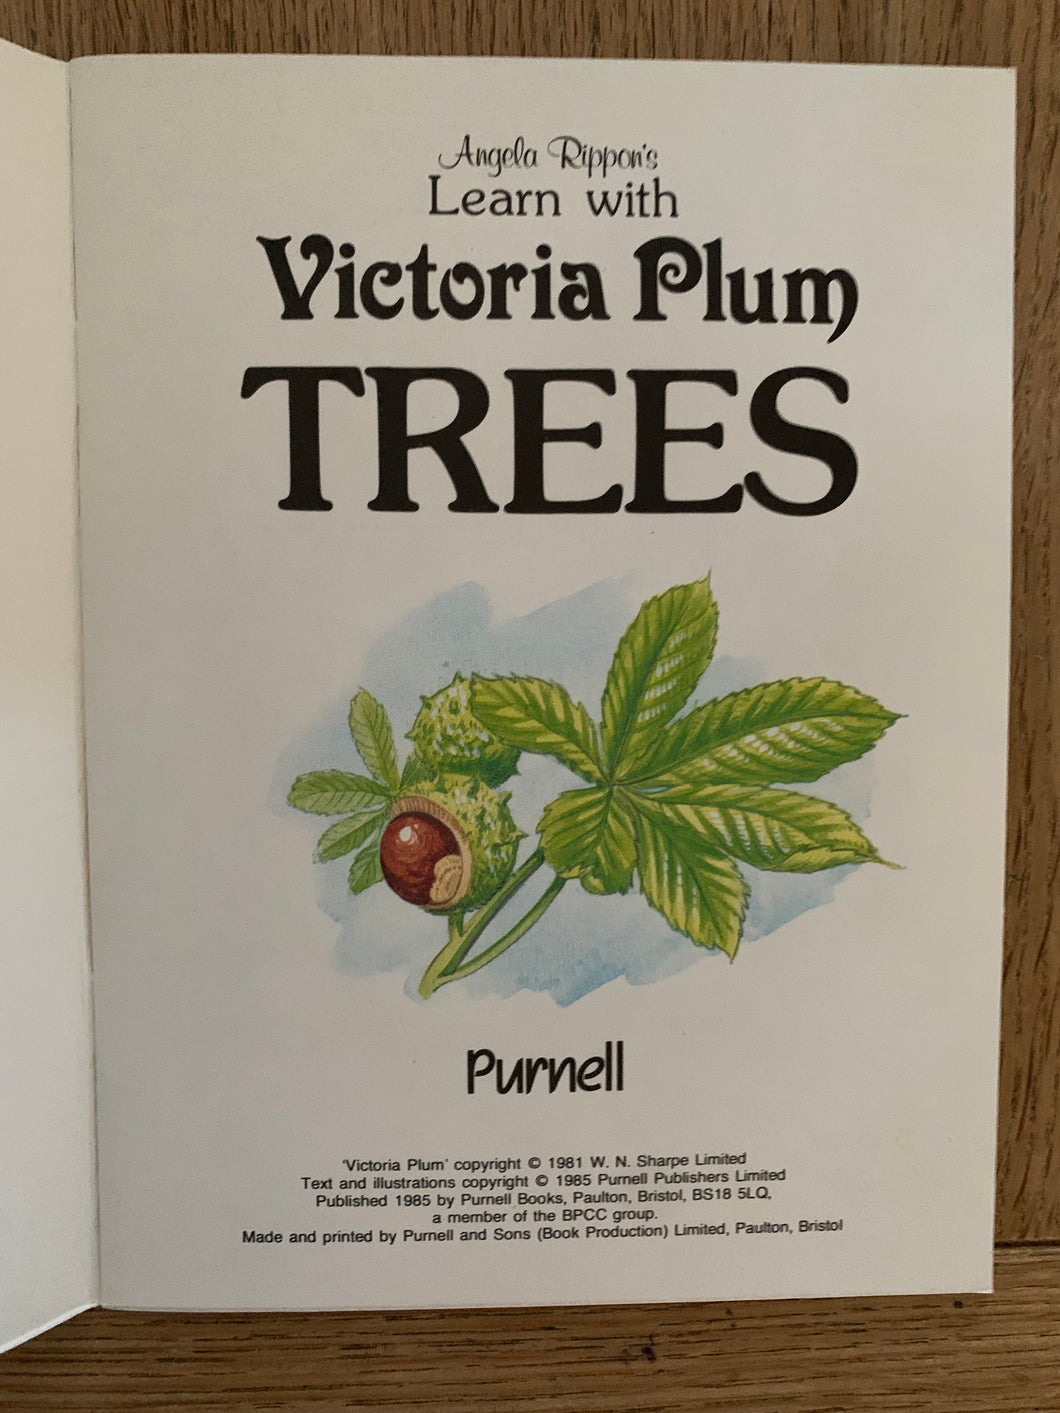 Angela Rippon's
Learn with
Victoria Plum
TREES
Purnell
'Victoria Plum' copyright © 1981 W. N. Sharpe Limited
Text and illustrations copyright © 1985 Purnell Publishers Limited
Published 1985 by Purnell Books, Paulton, Bristol, BS18 5LQ,
a member of the BPCC group.
Made and printed by Purnell and Sons (Book Production) Limited, Paulton, Bristol